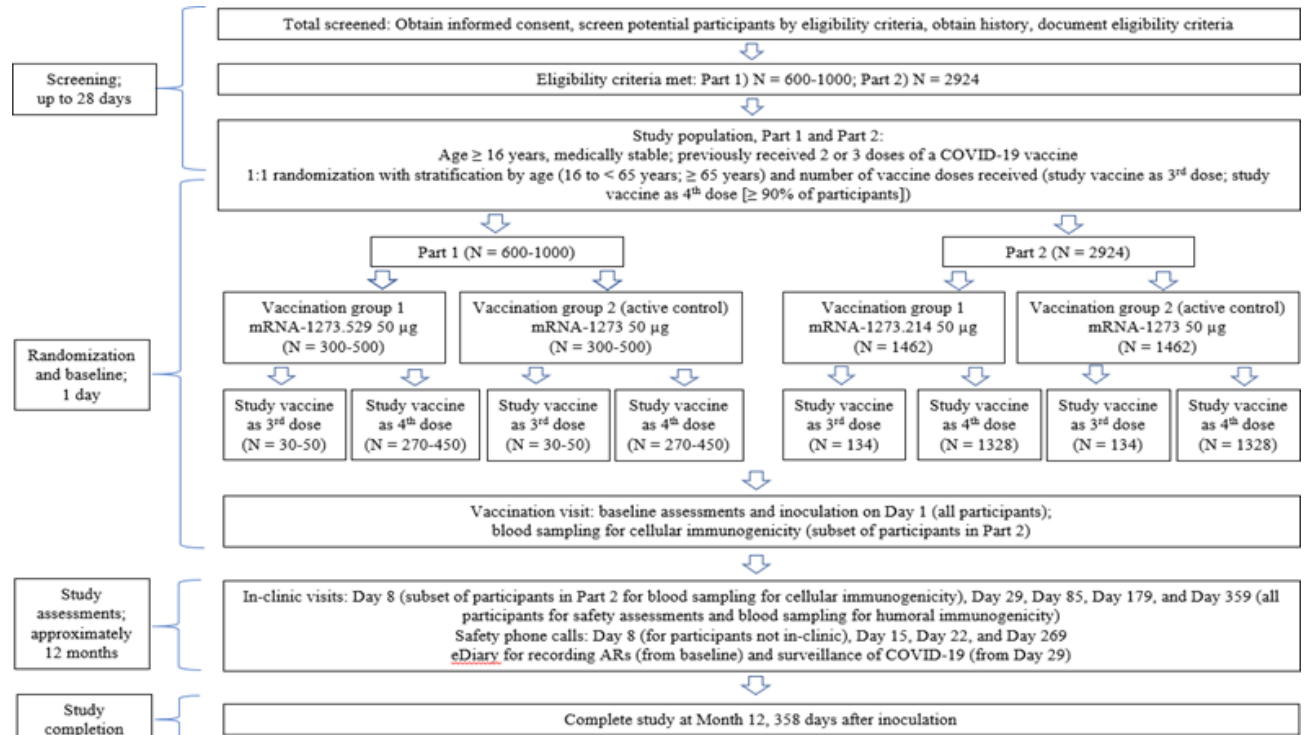 Total screened: Obtain informed consent, screen potential participants by eligibility criteria, obtain history, document eligibility criteria
Screening;
up to 28 days
Eligibility criteria met: Part 1) N = 600-1000; Part 2) N = 2924
Study population, Part 1 and Part 2:
Age ≥ 16 years, medically stable; previously received 2 or 3 doses of a COVID-19 vaccine
1:1 randomization with stratification by age (16 to < 65 years; ≥ 65 years) and number of vaccine doses received (study vaccine as 3rd dose; study
vaccine as 4th dose [≥ 90% of participants])
Part 1 (N = 600-1000)
Part 2 (N = 2924)
Randomization
and baseline;
1 day
Vaccination group 1
mRNA-1273.529 50 µg
(N = 300-500)
Vaccination group 2 (active control)
mRNA-1273 50 µg
(N = 300-500)
Vaccination group 1
mRNA-1273.214 50 µg
(N = 1462)
Vaccination group 2 (active control)
mRNA-1273 50 µg
(N = 1462)
Study vaccine
as 3rd dose
(N = 30-50)
Study vaccine
as 4th dose
(N = 270-450)
Study vaccine
as 3rd dose
(N = 30-50)
Study vaccine
as 4th dose
(N = 270-450)
Study vaccine
as 3rd dose
(N = 134)
Study vaccine
as 4th dose
(N = 1328)
Study vaccine
as 3rd dose
(N = 134)
Study vaccine
as 4th dose
(N = 1328)
Vaccination visit: baseline assessments and inoculation on Day 1 (all participants);
blood sampling for cellular immunogenicity (subset of participants in Part 2)
Study
assessments;
approximately
12 months
In-clinic visits: Day 8 (subset of participants in Part 2 for blood sampling for cellular immunogenicity), Day 29, Day 85, Day 179, and Day 359 (all
participants for safety assessments and blood sampling for humoral immunogenicity)
Safety phone calls: Day 8 (for participants not in-clinic), Day 15, Day 22, and Day 269
eDiary for recording ARs (from baseline) and surveillance of COVID-19 (from Day 29)
Study
completion
Complete study at Month 12, 358 days after inoculation